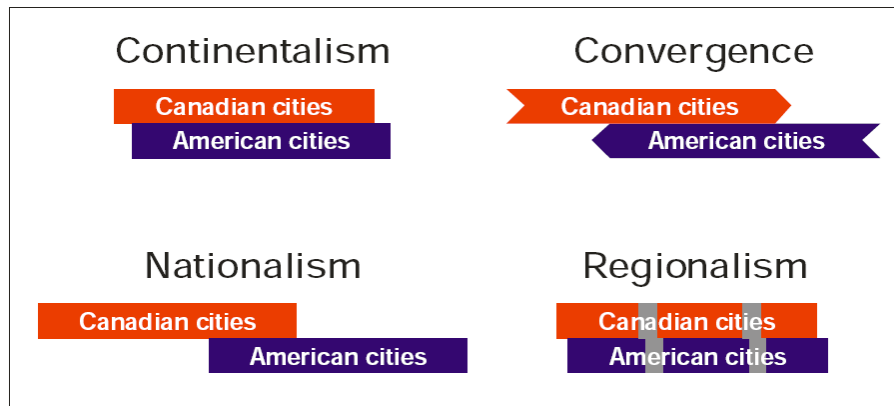 Continentalism
Canadian cities
American cities
Convergence
Canadian cities
American cities
Nationalism
Canadian cities
American cities
Regionalism
Canadian cities
American cities